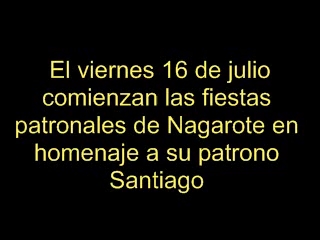 El viernes 16 de julio
comienzan las fiestas
patronales de Nagarote en
homenaje a su patrono
Santiago